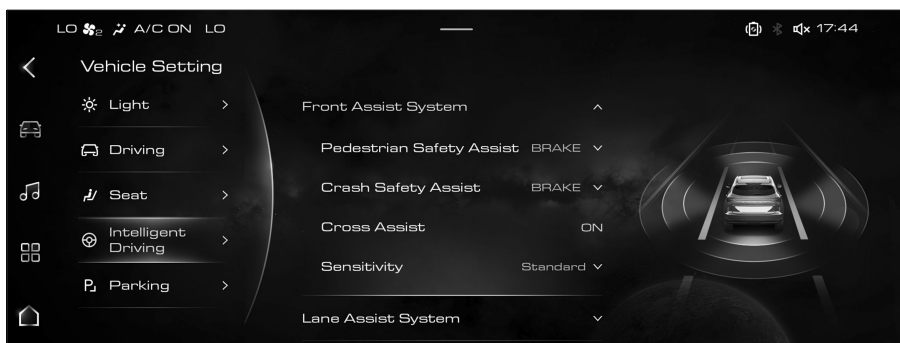 LO 2 A/C ON LO
17:44
Vehicle Setting
Light
Driving
Seat
Intelligent
Driving
Parking
Front Assist System
Pedestrian Safety Assist BRAKE
Crash Safety Assist BRAKE
Cross Assist ON
Sensitivity Standard
Lane Assist System